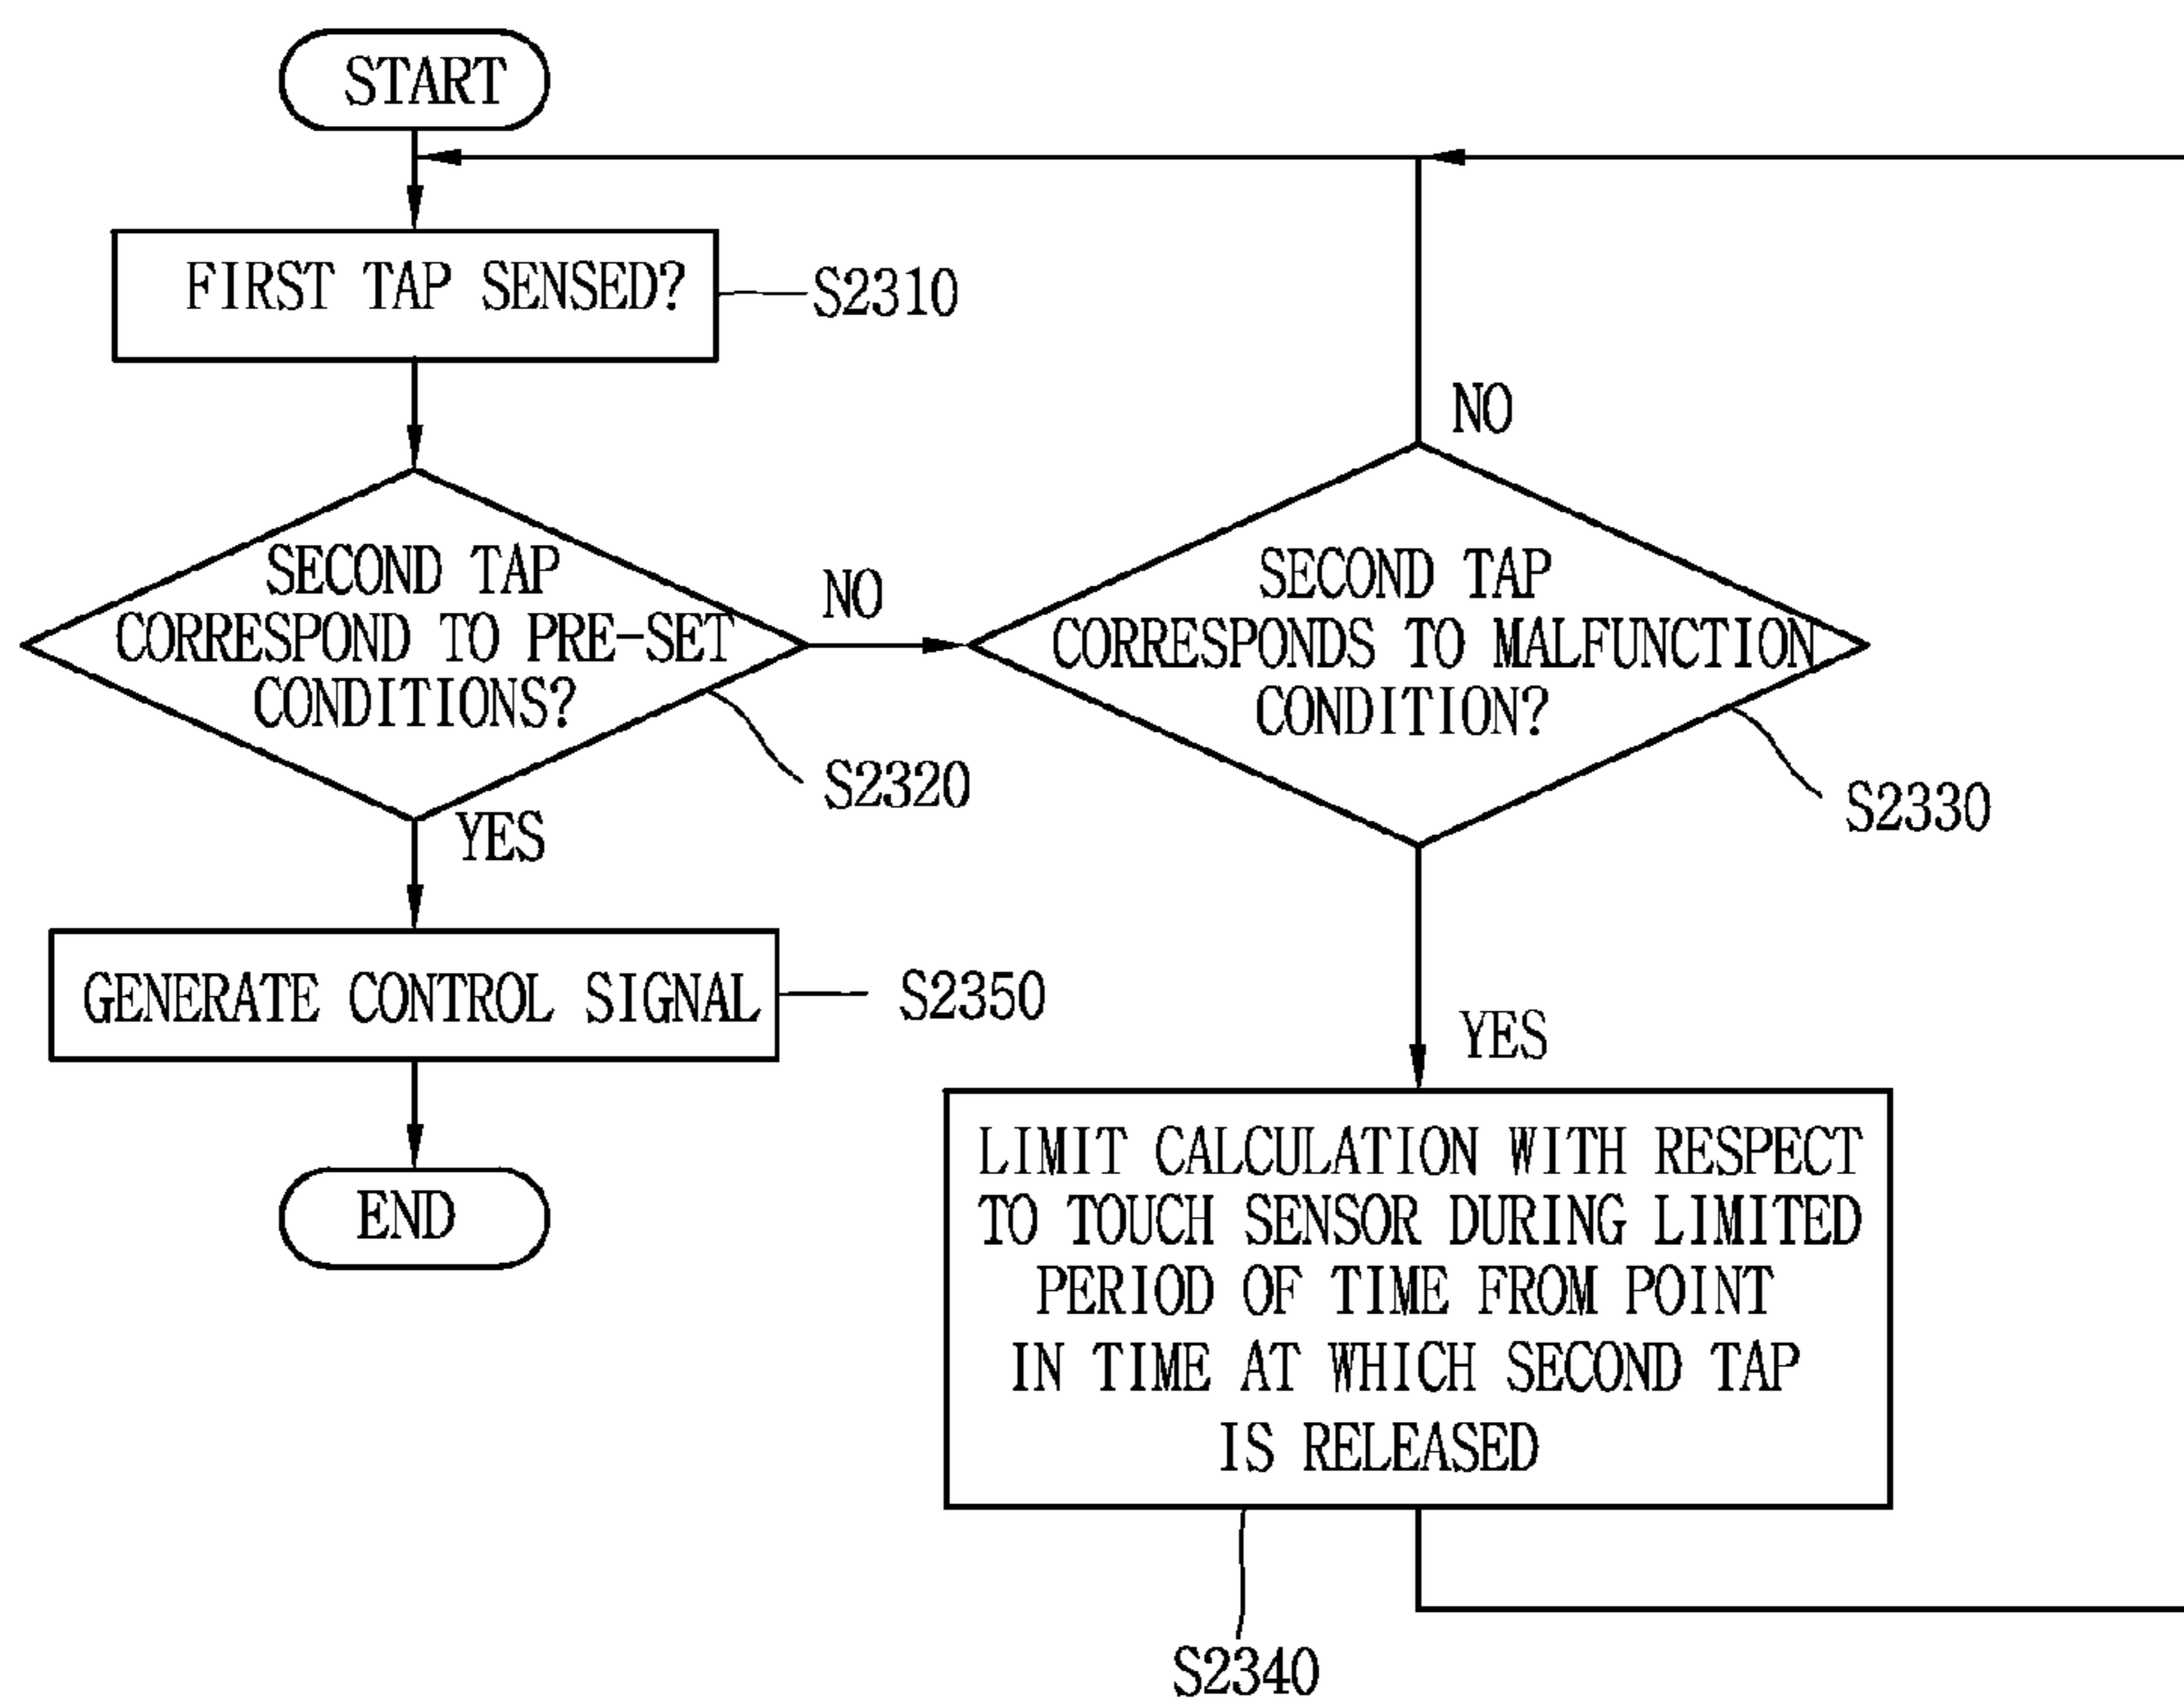 START
FIRST TAP SENSED?
S2310
SECOND TAP
CORRESPOND TO PRE-SET
CONDITIONS?
S2320
NO
YES
SECOND TAP
CORRESPONDS TO MALFUNCTION
CONDITION?
S2330
NO
YES
GENERATE CONTROL SIGNAL
S2350
END
LIMIT CALCULATION WITH RESPECT
TO TOUCH SENSOR DURING LIMITED
PERIOD OF TIME FROM POINT
IN TIME AT WHICH SECOND TAP
IS RELEASED
S2340